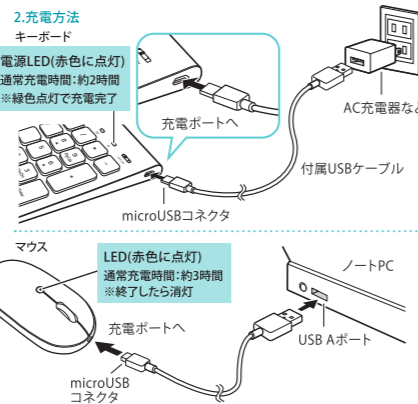 2.充電方法
キーボード
電源LED(赤色に点灯)
通常充電時間：約2時間
※緑色点灯で充電完了
充電ポートへ
AC充電器など
付属USBケーブル
microUSBコネクタ
マウス
LED(赤色に点灯)
通常充電時間：約3時間
※終了したら消灯
ノートPC
充電ポートへ
USB Aポート
microUSB
コネクタ